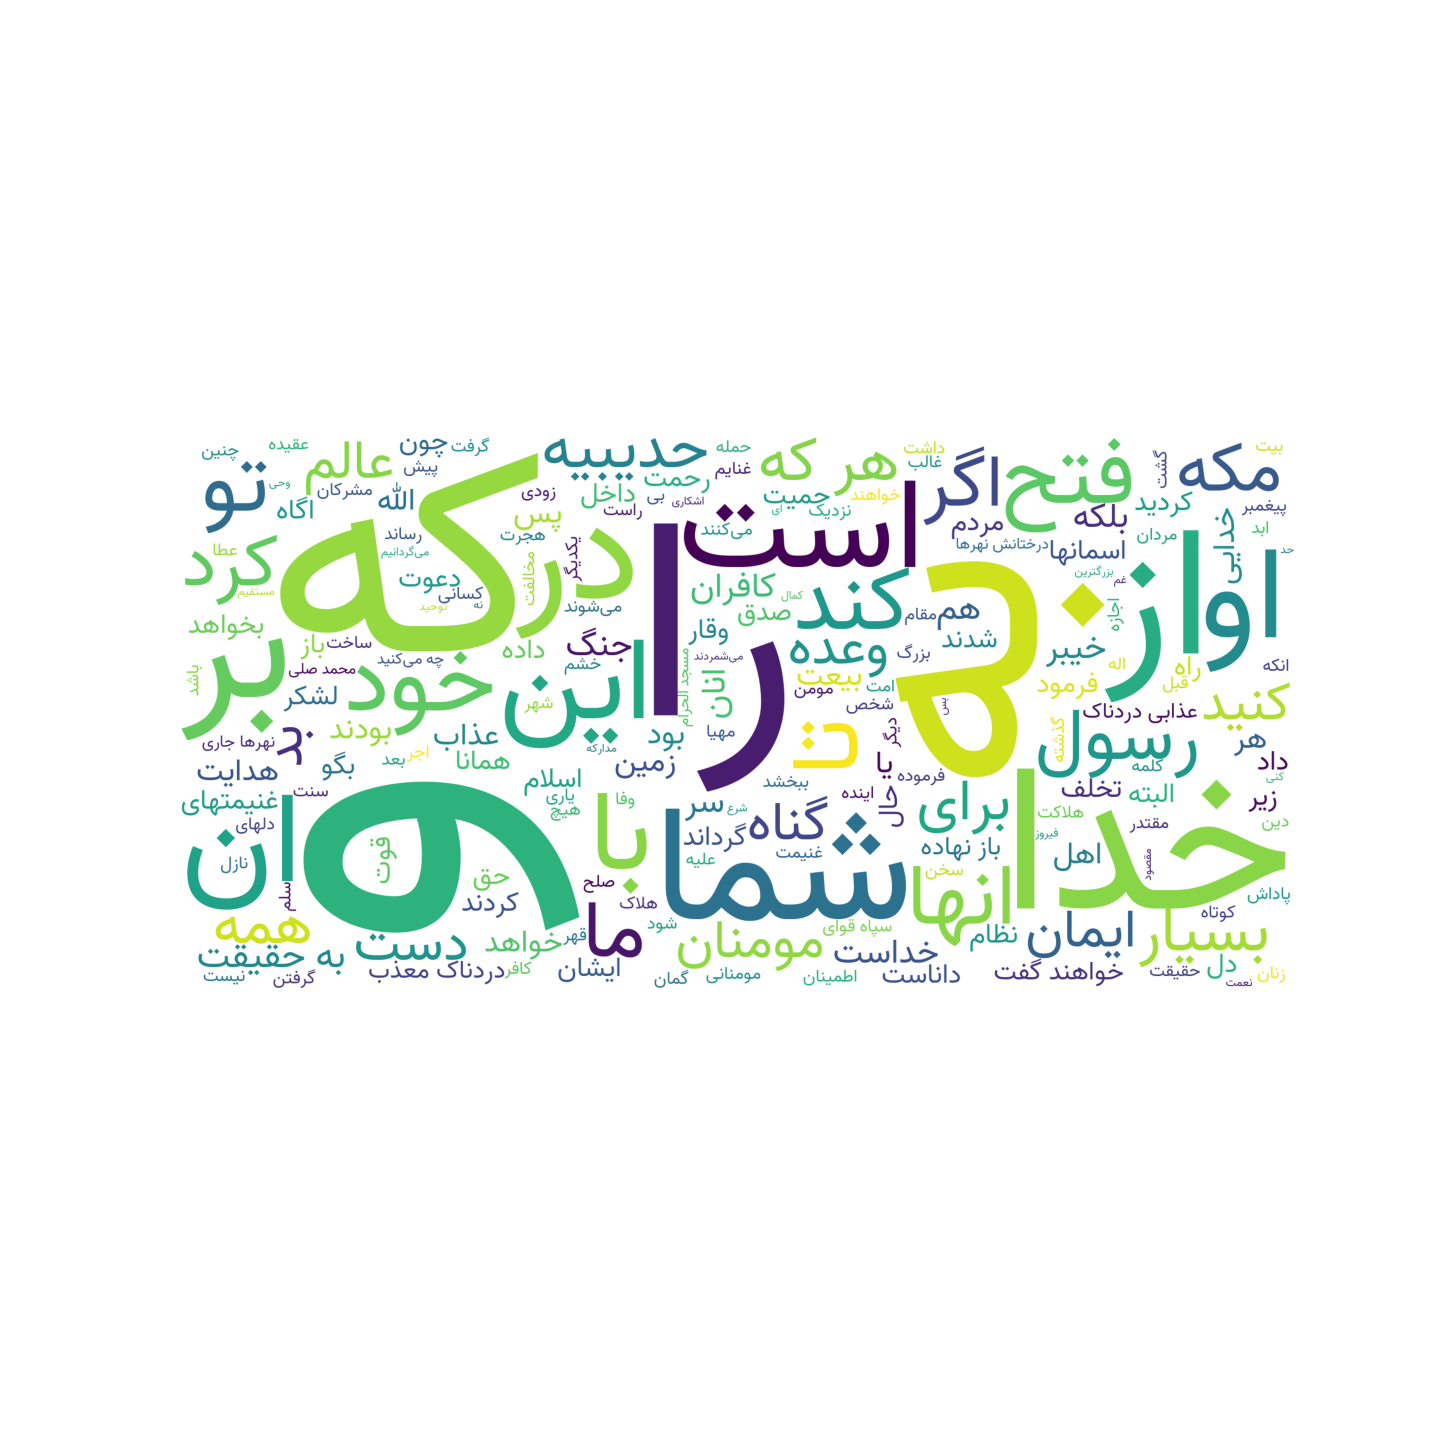 و
که
به
را
خدا
است
در
از
شما
بر
این
ان
خود
با
کند
او
رسول
فتح
انها
تا
ما
تو
کرد
مکه
حدیبیه
اگر
هر که
عالم
برای
ایمان
بسیار
کنید
همه
دست
مومنان
گناه
وعده
بد
خیبر
هم
شدند
بیعت
فرمود
کافران
صدق
وقار
جنگ
داده
باز
ساخت
بخواهد
دعوت
کسانی
اگاه
الله
مشرکان
پیش
چون
گرفت
عقیده
چنین
وحی
عطا
رساند
می‌گردانیم
مستقیم
توحید
نه
مخالفت
هجرت
پس
زودی
یکدیگر
می‌شوند
داخل
راست
بی
رحمت
غنایم
حمله
اشکاری
حمیت
می‌کنند
نزدیک
ای
خواهند
غالب
داشت
مردم
درختانش نهرها
اسمانها
بلکه
مردان
کردید
گشت
بیت
پیغمبر
ابد
خدایی
حد
بزرگترین
غم
اجازه
کمال
مقام
بزرگ
مومن
امت
شخص
می‌شمردند
مسجد الحرام
انان
مهیا
بود
زمین
مدارکه
شهر
خشم
چه می‌کنید
محمد صلی
لشکر
باشد
بودند
نهرها جاری
هدایت
بگو
بعد
اجر
عذاب
همانا
اسلام
یاری
هیچ
وفا
سر
شرع
گرداند
علیه
غنیمت
ببخشد
اینده
یا
حال
دیگر
فرموده
بس
گذشته
عذابی دردناک
قبل
راه
اله
انکه
هر
داد
کلمه
تخلف
البته
زیر
دین
هلاکت
مقتدر
فیروز
کنی
اهل
مقصود
پاداش
کوتاه
باز نهاده
سخن
نظام
سپاه قوای
خداست
داناست
خواهند گفت
حقیقت
دل
زنان
نعمت
اطمینان
مومنانی
گمان
شود
هلاک
صلح
قهر
ایشان
خواهد
کافر
دردناک معذب
کردند
حق
قوت
سلم
نازل
دلهای
سنت
غنیمتهای
به حقیقت
نیست
گرفتن